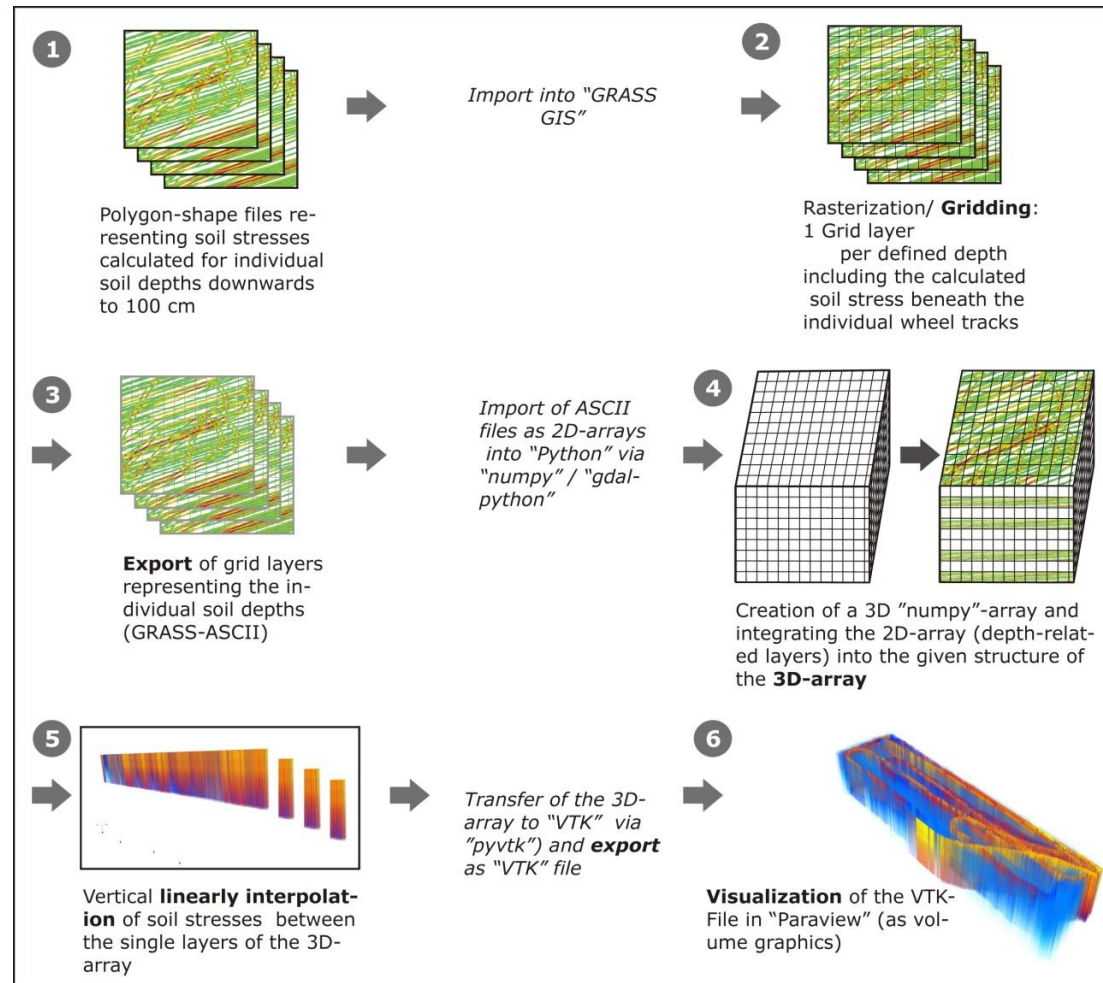 1
Polygon-shape files re-
resenting soil stresses
calculated for individual
soil depths downwards
to 100 cm
Import into “GRASS
GIS”
2
Rasterization/ Gridding:
1 Grid layer
per defined depth
including the calculated
soil stress beneath the
individual wheel tracks
3
Export of grid layers
representing the in-
dividual soil depths
(GRASS-ASCII)
Import of ASCII
files as 2D-arrays
into “Python” via
“numpy” / “gdal-
python”
4
Creation of a 3D ”numpy”-array and
integrating the 2D-array (depth-relat-
ed layers) into the given structure of
the 3D-array
5
Vertical linearly interpolat-
ion of soil stresses between
the single layers of the 3D-
array
Transfer of the 3D-
array to “VTK” via
”pyvtk”) and export
as “VTK” file
6
Visualization of the VTK-
File in “Paraview” (as vol-
ume graphics)